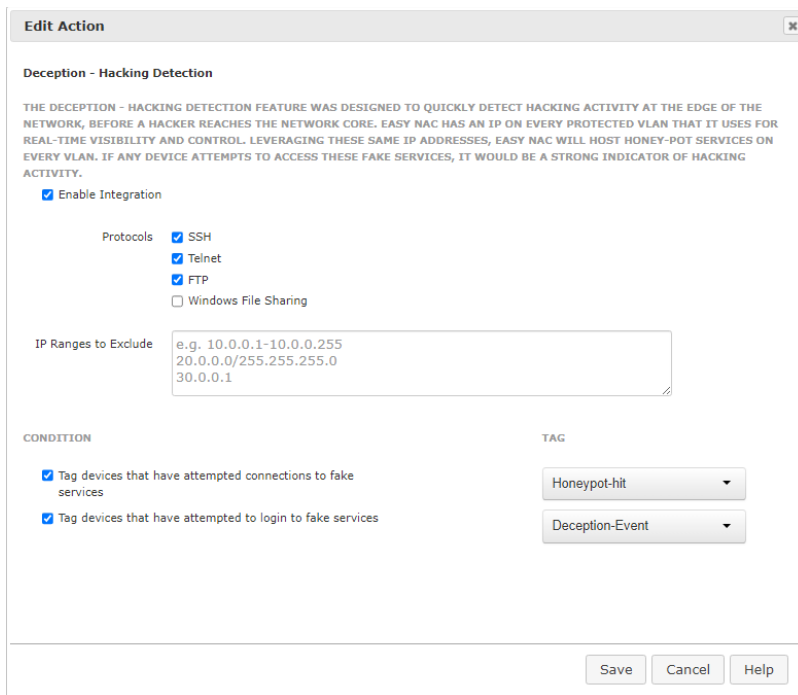 Edit Action
Deception - Hacking Detection
THE DECEPTION - HACKING DETECTION FEATURE WAS DESIGNED TO QUICKLY DETECT HACKING ACTIVITY AT THE EDGE OF THE
NETWORK, BEFORE A HACKER REACHES THE NETWORK CORE. EASY NAC HAS AN IP ON EVERY PROTECTED VLAN THAT IT USES FOR
REAL-TIME VISIBILITY AND CONTROL. LEVERAGING THESE SAME IP ADDRESSES, EASY NAC WILL HOST HONEY-POT SERVICES ON
EVERY VLAN. IF ANY DEVICE ATTEMPTS TO ACCESS THESE FAKE SERVICES, IT WOULD BE A STRONG INDICATOR OF HACKING
ACTIVITY.
Enable Integration
Protocols SSH
Telnet
FTP
Windows File Sharing
IP Ranges to Exclude e.g. 10.0.0.1-10.0.0.255
20.0.0.0/255.255.255.0
30.0.0.1
CONDITION TAG
Tag devices that have attempted connections to fake
services
Honeypot-hit
Tag devices that have attempted to login to fake services Deception-Event
Save Cancel Help